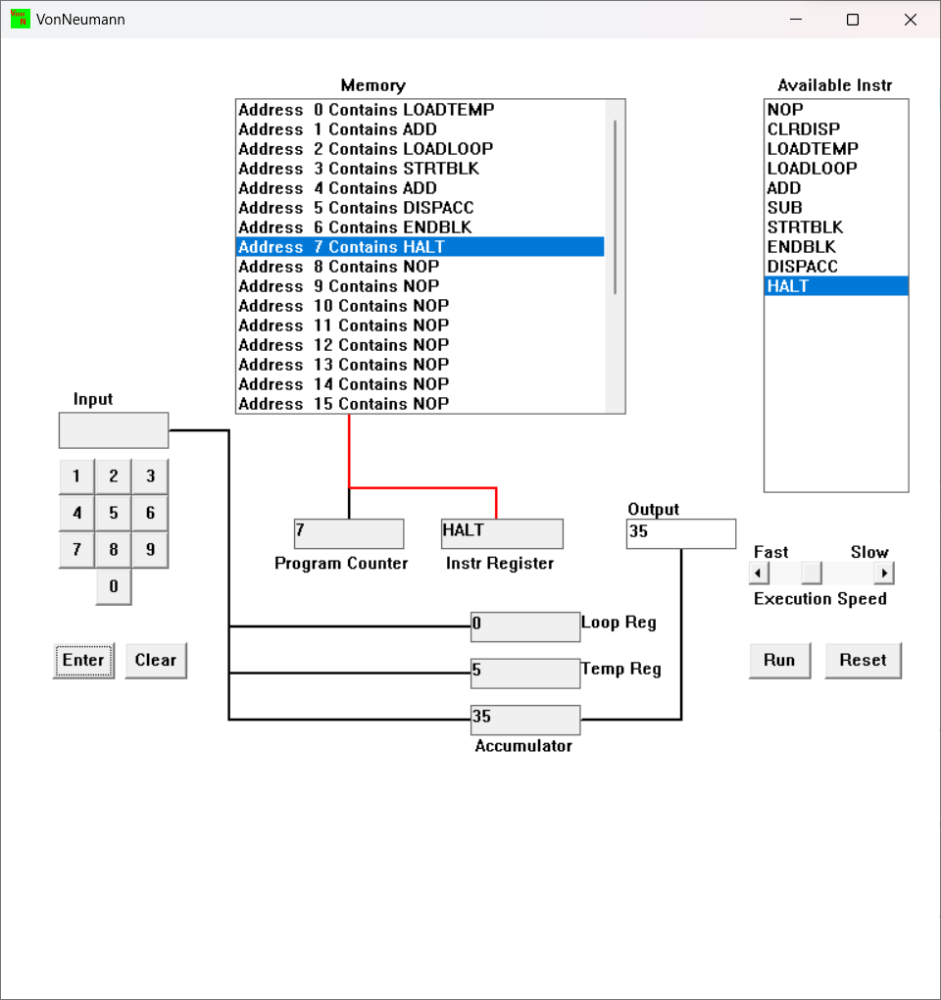 VonNeumann
Memory
Address 0 Contains LOADTEMP
Address 1 Contains ADD
Address 2 Contains LOADLOOP
Address 3 Contains STRTBLK
Address 4 Contains ADD
Address 5 Contains DISPACC
Address 6 Contains ENDBLK
Address 7 Contains HALT
Address 8 Contains NOP
Address 9 Contains NOP
Address 10 Contains NOP
Address 11 Contains NOP
Address 12 Contains NOP
Address 13 Contains NOP
Address 14 Contains NOP
Address 15 Contains NOP
Available Instr
NOP
CLRDISP
LOADTEMP
LOADLOOP
ADD
SUB
STRTBLK
ENDBLK
DISPACC
HALT
Input
1 2 3
4 5 6
7 8 9
0
Enter Clear
7
Program Counter
HALT
Instr Register
Output
35
Fast Slow
Execution Speed
Run Reset
0 Loop Reg
5 Temp Reg
35
Accumulator